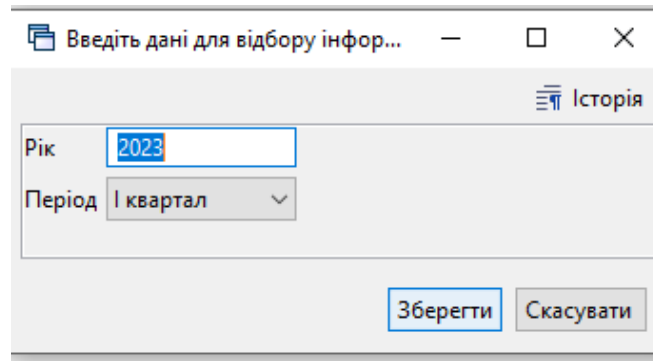 Введіть дані для відбору інфор...
Історія
Рік 2023
Період І квартал
Зберегти Скасувати